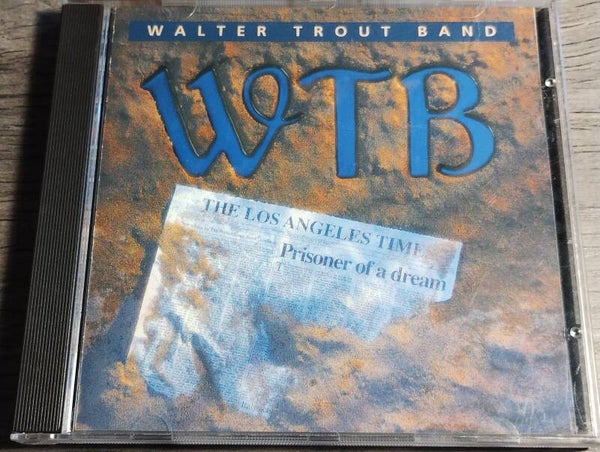 WALTER TROUT BAND
WTB
THE LOS ANGELES TIME
Prisoner of a dream